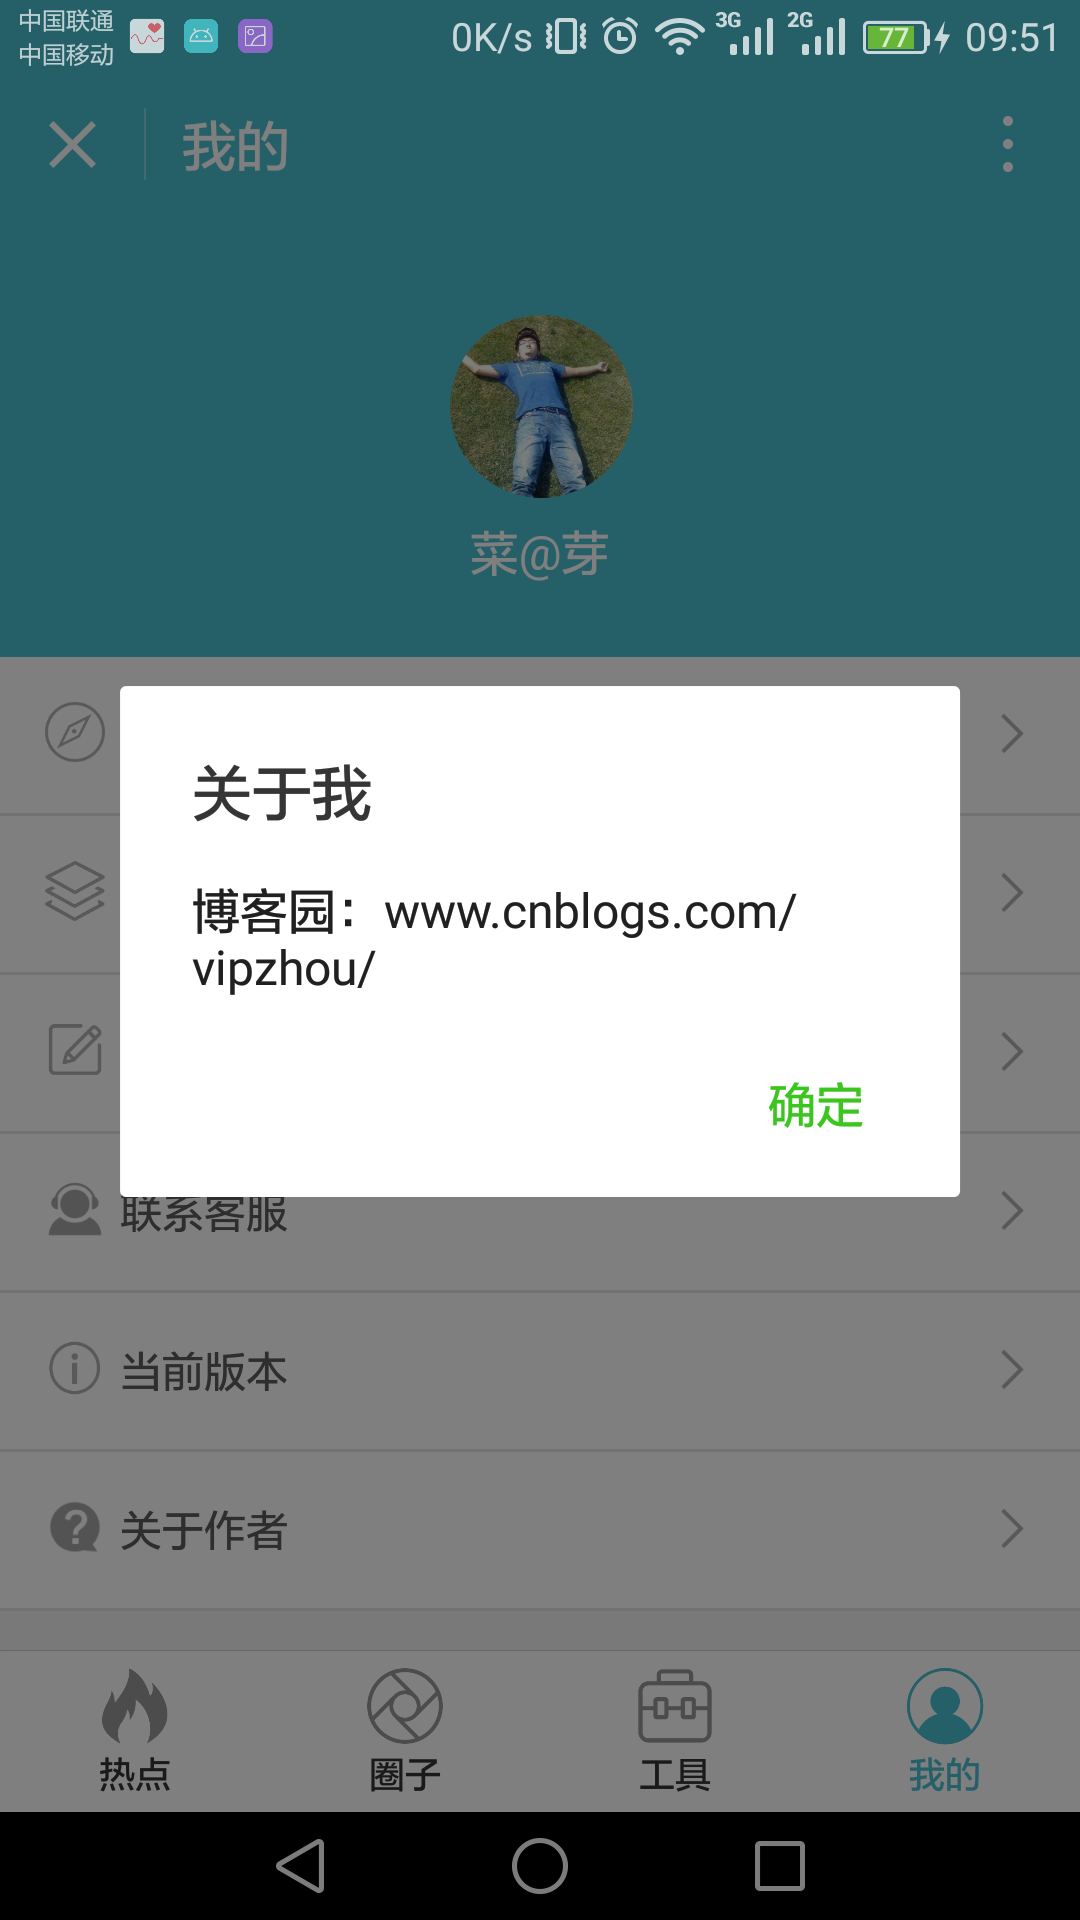 中国联通
中国移动
0K/s 3G 2G 77 09:51
我的
菜@芽
关于我
博客园：www.cnblogs.com/
vipzhou/
确定
联系客服
当前版本
关于作者
热点 圈子 工具 我的